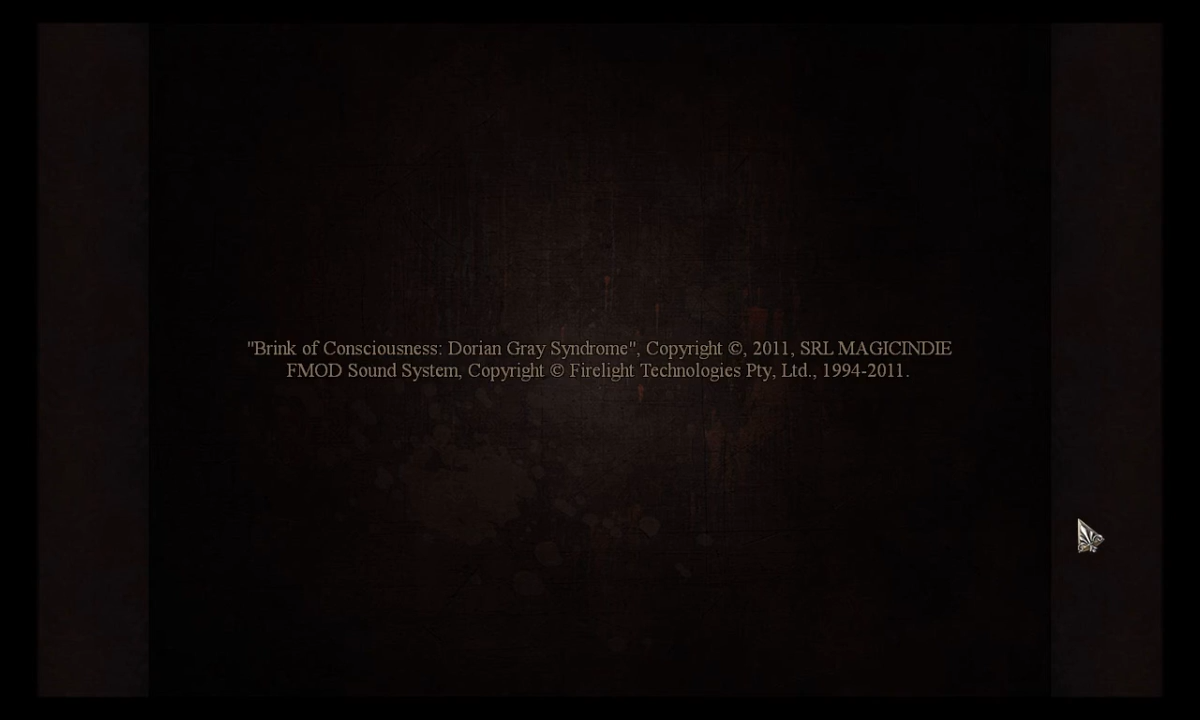 "Brink of Consciousness: Dorian Gray Syndrome", Copyright ©, 2011, SRL MAGICINDIE
FMOD Sound System, Copyright © Firelight Technologies Pty, Ltd., 1994-2011.